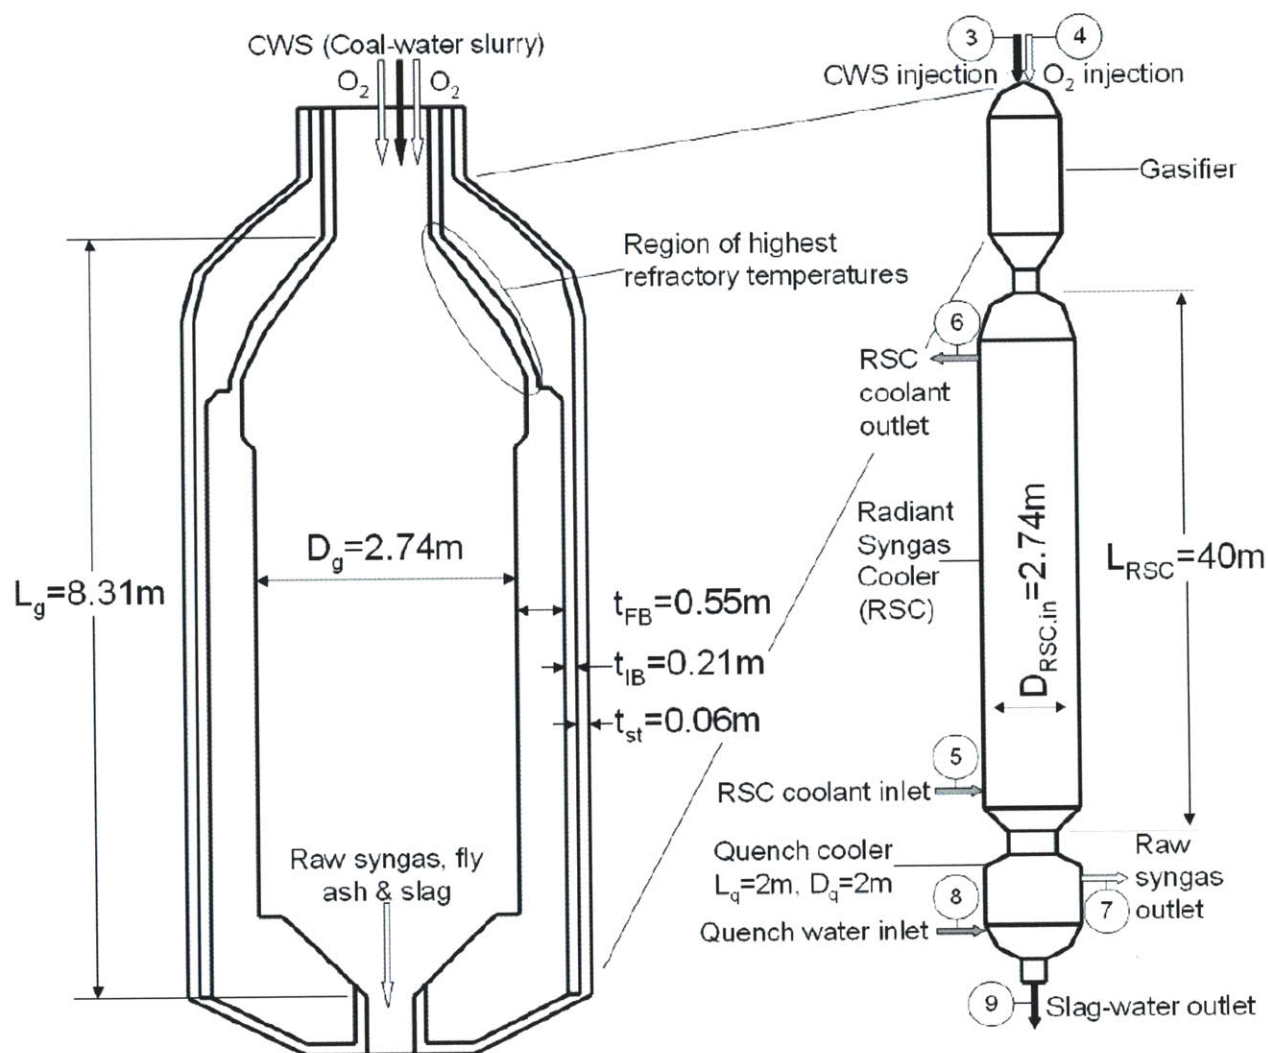 CWS (Coal-water slurry)
O2
O2
Region of highest
refractory temperatures
Lg=8.31m
Dg=2.74m
tFB=0.55m
tIB=0.21m
tst=0.06m
Raw syngas, fly
ash & slag
3
4
CWS injection
O2 injection
Gasifier
6
RSC
coolant
outlet
Radiant
Syngas
Cooler
(RSC)
DRSC.in=2.74m
LRSC=40m
5
RSC coolant inlet
Quench cooler
Lq=2m, Dq=2m
8
Quench water inlet
Raw
syngas
outlet
7
9
Slag-water outlet